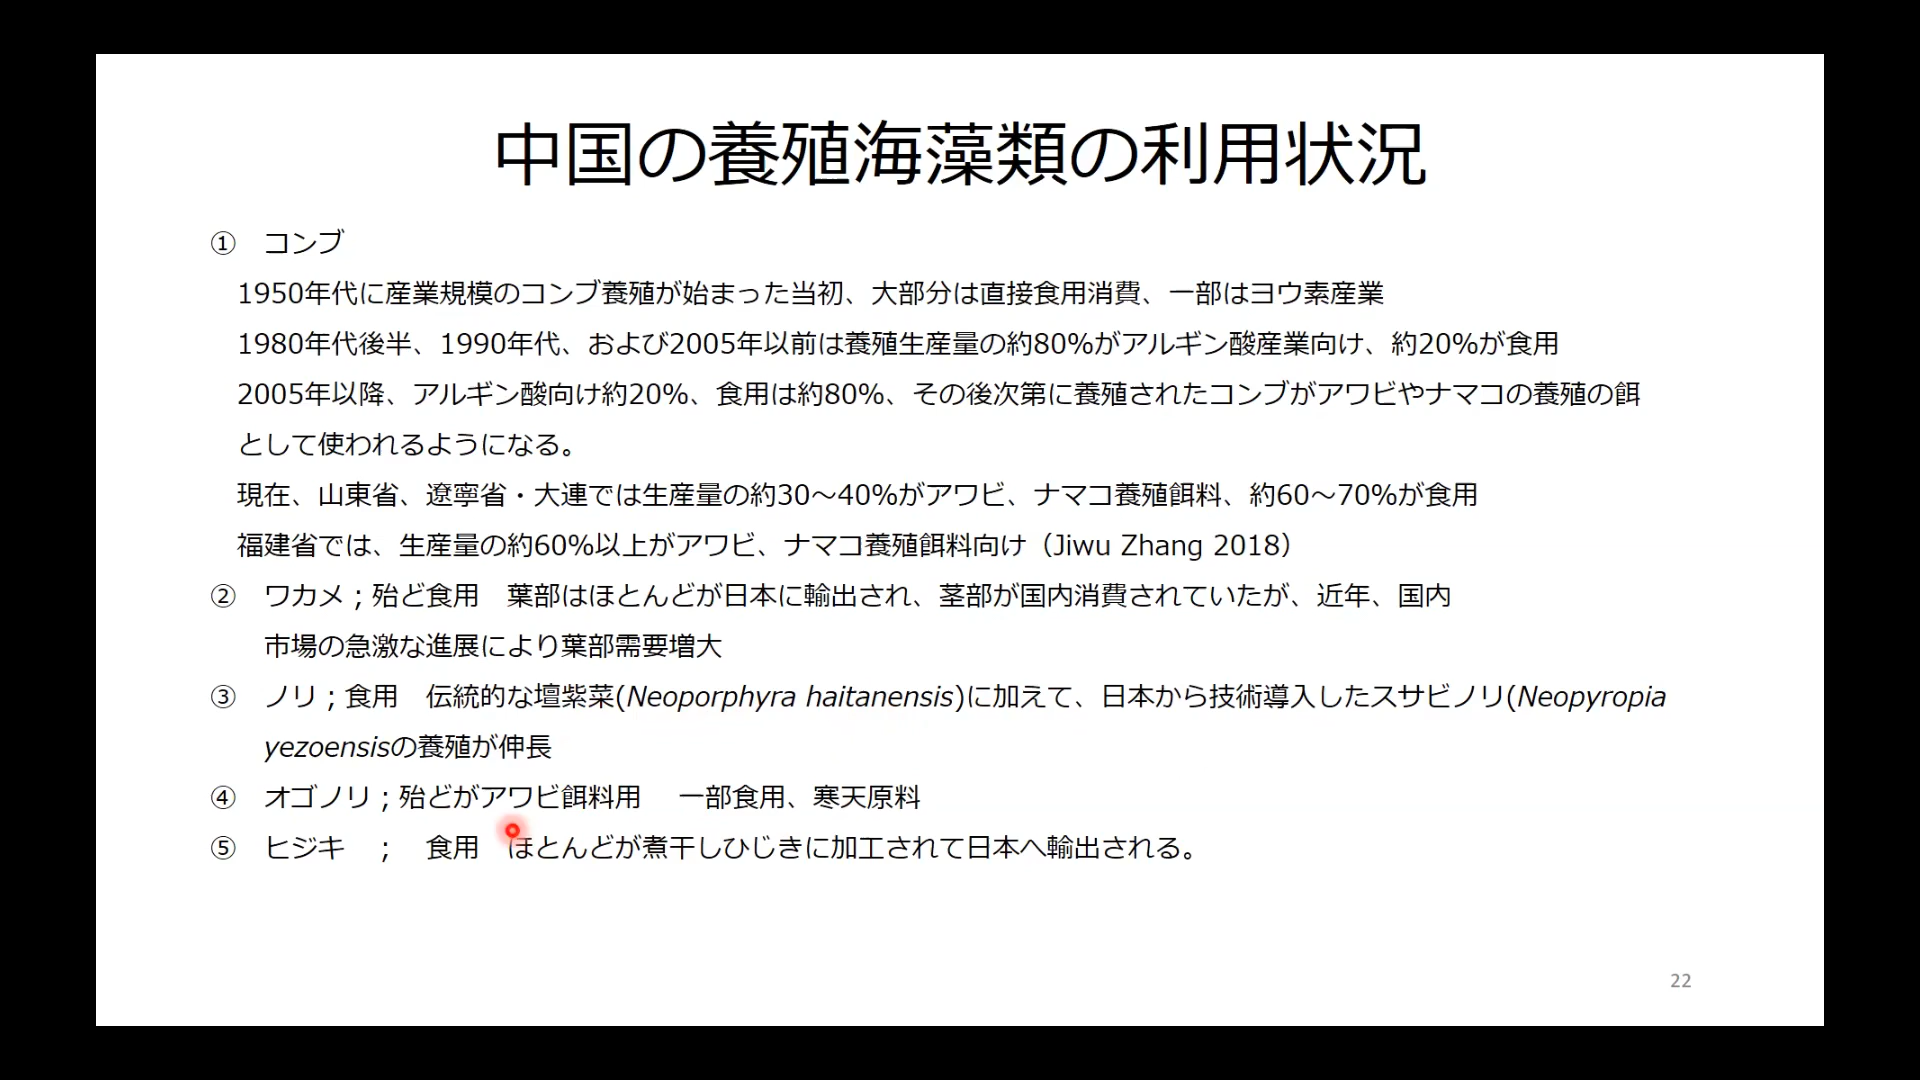 中国の養殖海藻類の利用状況
① コンブ
1950年代に産業規模のコンブ養殖が始まった当初、大部分は直接食用消費、一部はヨウ素産業
1980年代後半、1990年代、および2005年以前は養殖生産量の約80%がアルギン酸産業向け、約20%が食用
2005年以降、アルギン酸向け約20%、食用は約80%、その後次第に養殖されたコンブがアワビやナマコの養殖の餌
として使われるようになる。
現在、山東省、遼寧省・大連では生産量の約30～40%がアワビ、ナマコ養殖餌料、約60～70%が食用
福建省では、生産量の約60%以上がアワビ、ナマコ養殖餌料向け（Jiwu Zhang 2018）
② ワカメ；殆ど食用 葉部はほとんどが日本に輸出され、茎部が国内消費されていたが、近年、国内
市場の急激な進展により葉部需要増大
③ ノリ；食用 伝統的な壇紫菜(Neoporphyra haitanensis)に加えて、日本から技術導入したスサビノリ(Neopyropia
yezoensisの養殖が伸長
④ オゴノリ；殆どがアワビ餌料用 一部食用、寒天原料
⑤ ヒジキ ； 食用 ほとんどが煮干しひじきに加工されて日本へ輸出される。
22